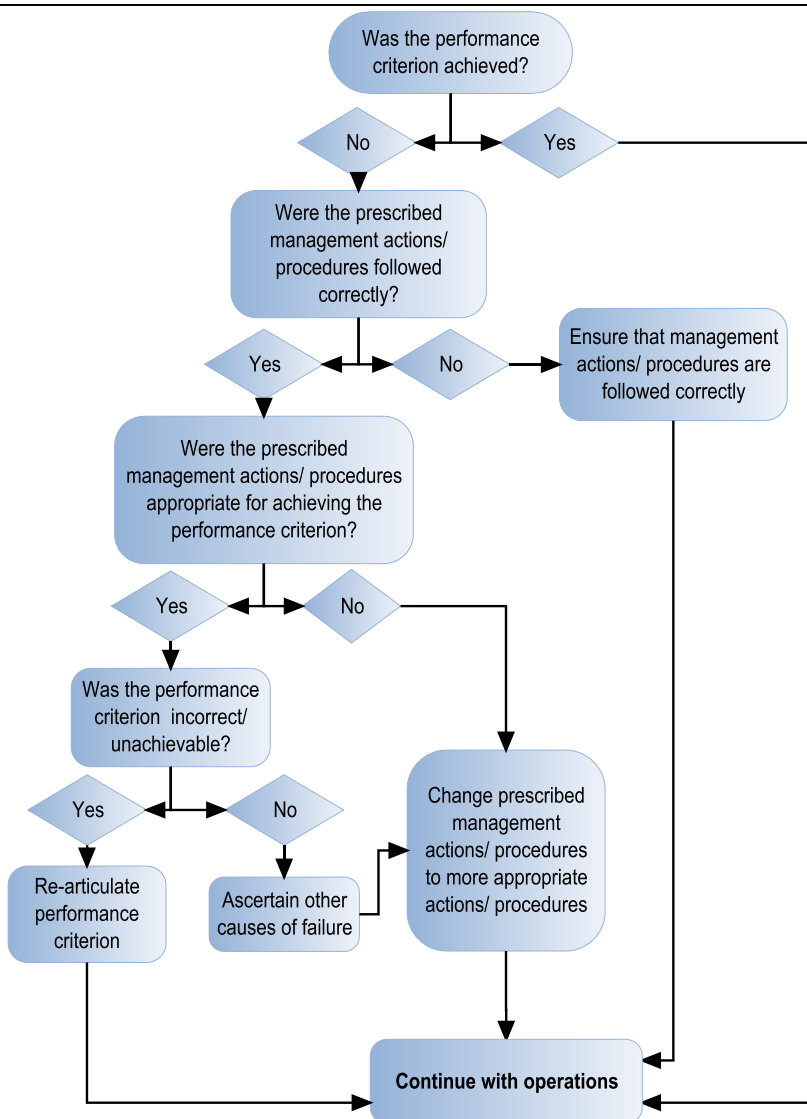 Was the performance
criterion achieved?
No
Yes
Were the prescribed
management actions/
procedures followed
correctly?
Yes
No
Ensure that management
actions/ procedures are
followed correctly
Were the prescribed
management actions/ procedures
appropriate for achieving the
performance criterion?
Yes
No
Was the performance
criterion incorrect/
unachievable?
Yes
No
Change prescribed
management
actions/ procedures
to more appropriate
actions/ procedures
Re-articulate
performance
criterion
Ascertain other
causes of failure
Continue with operations